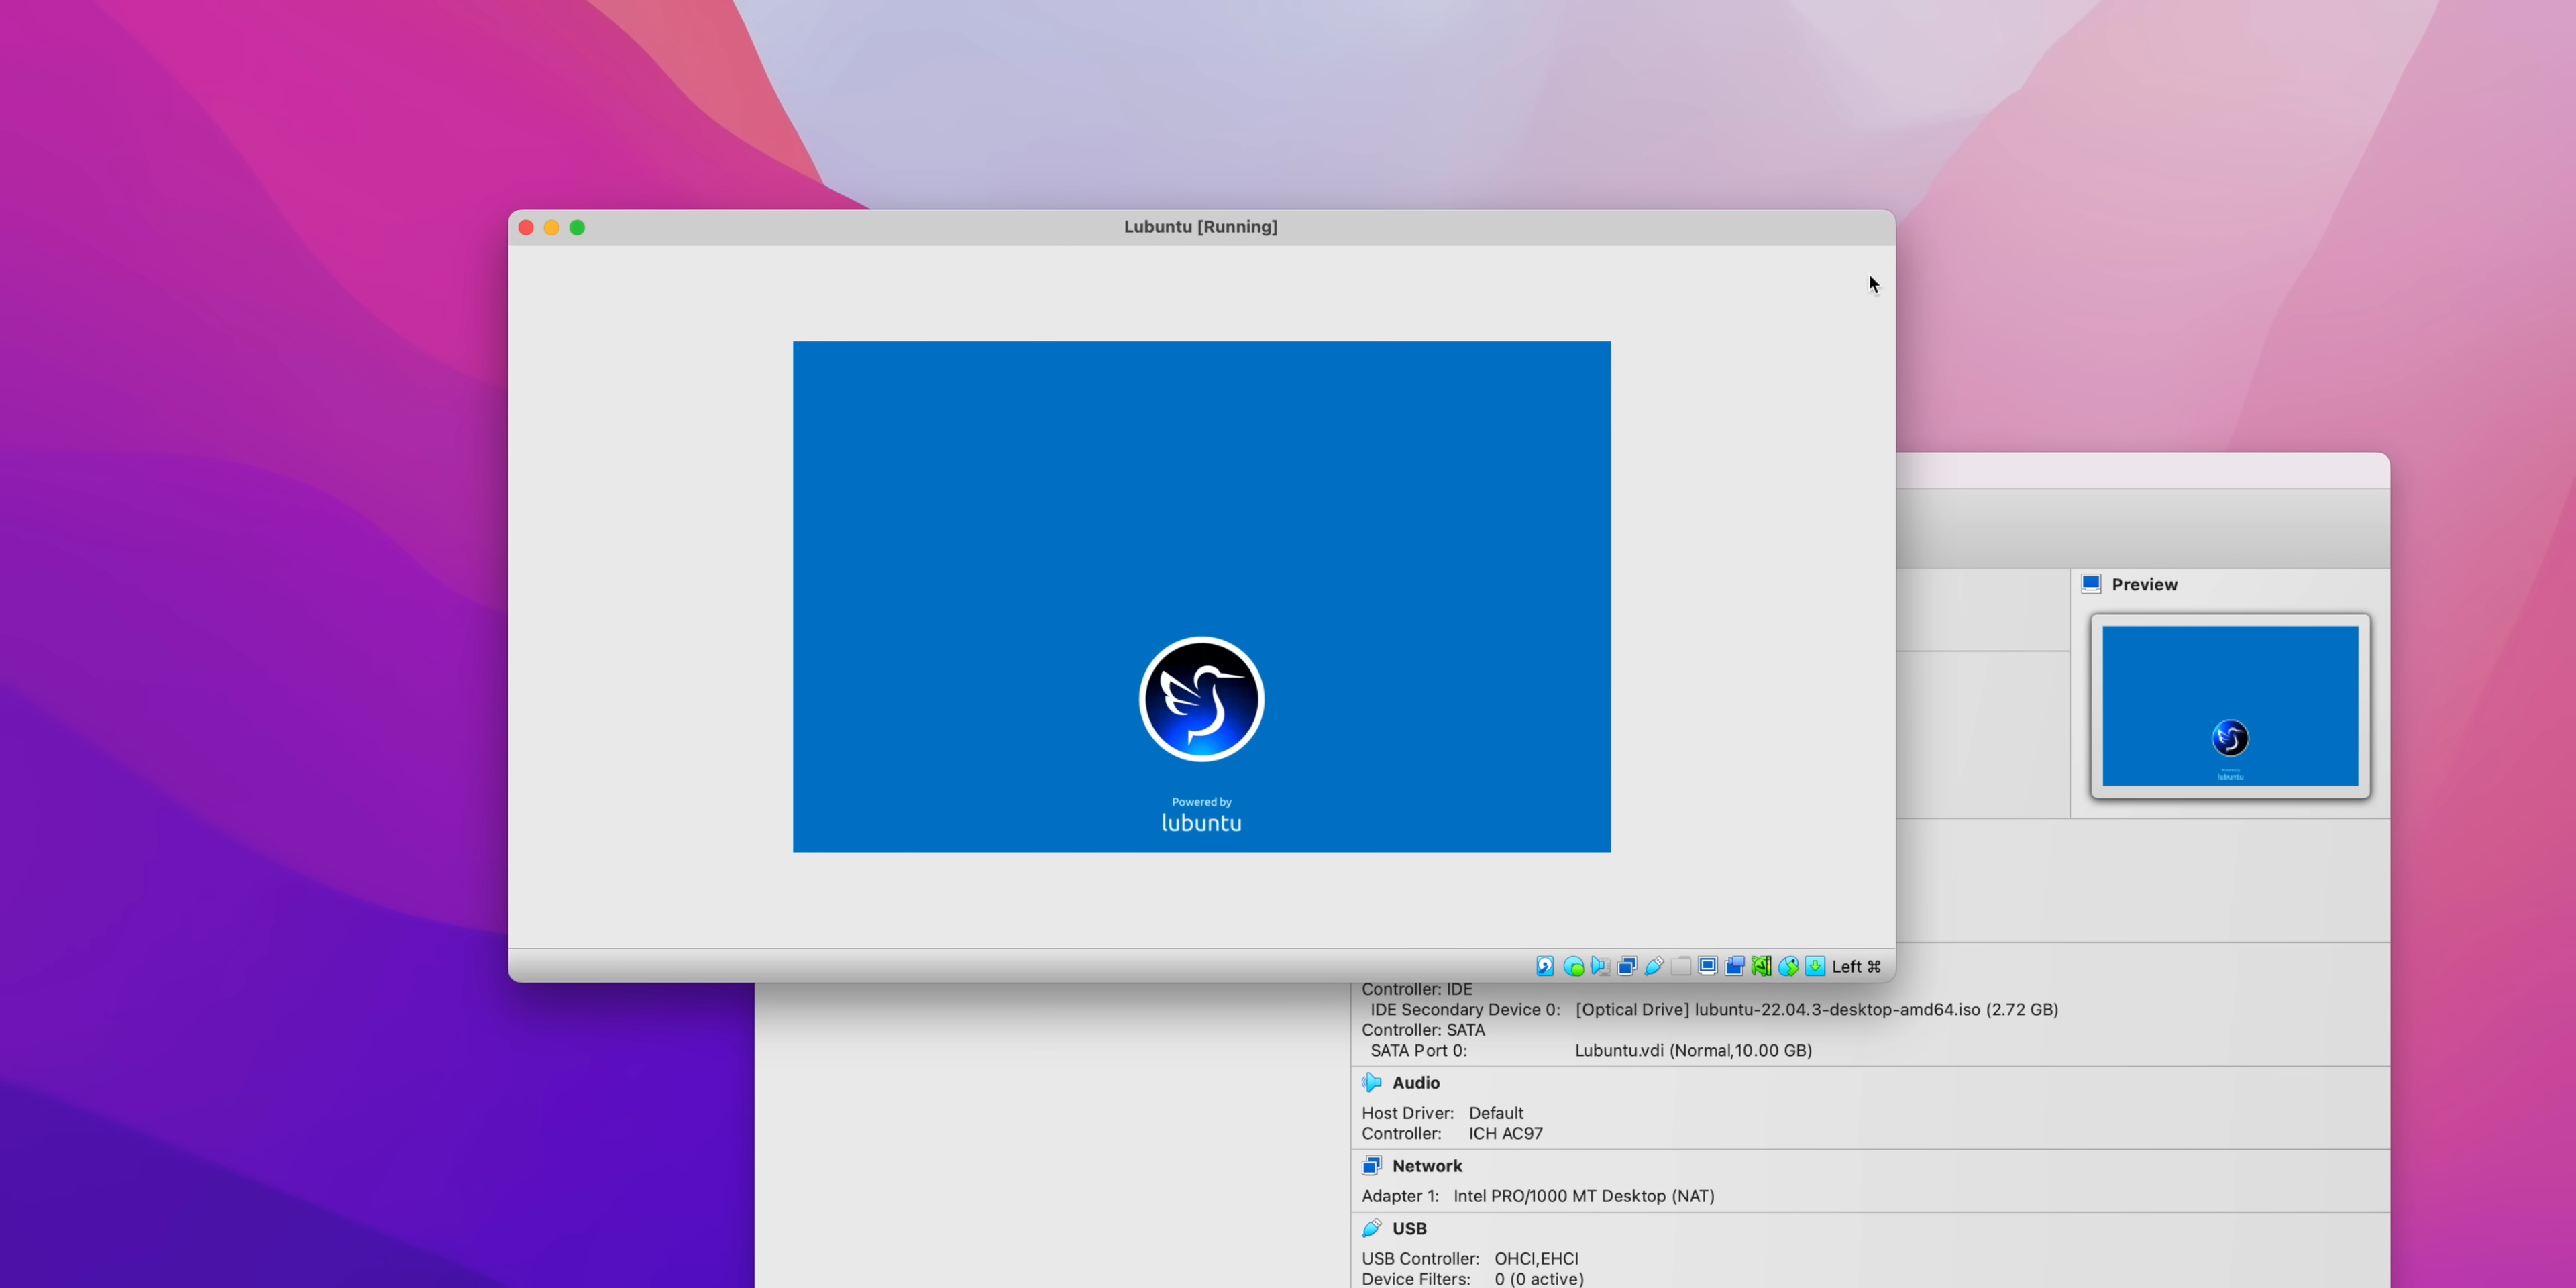 Lubuntu [Running]
Powered by
lubuntu
Left ⌘
Preview
Powered by
lubuntu
Controller: IDE
IDE Secondary Device 0: [Optical Drive] lubuntu-22.04.3-desktop-amd64.iso (2.72 GB)
Controller: SATA
SATA Port 0: Lubuntu.vdi (Normal,10.00 GB)
Audio
Host Driver: Default
Controller: ICH AC97
Network
Adapter 1: Intel PRO/1000 MT Desktop (NAT)
USB
USB Controller: OHCI,EHCI
Device Filters: 0 (0 active)